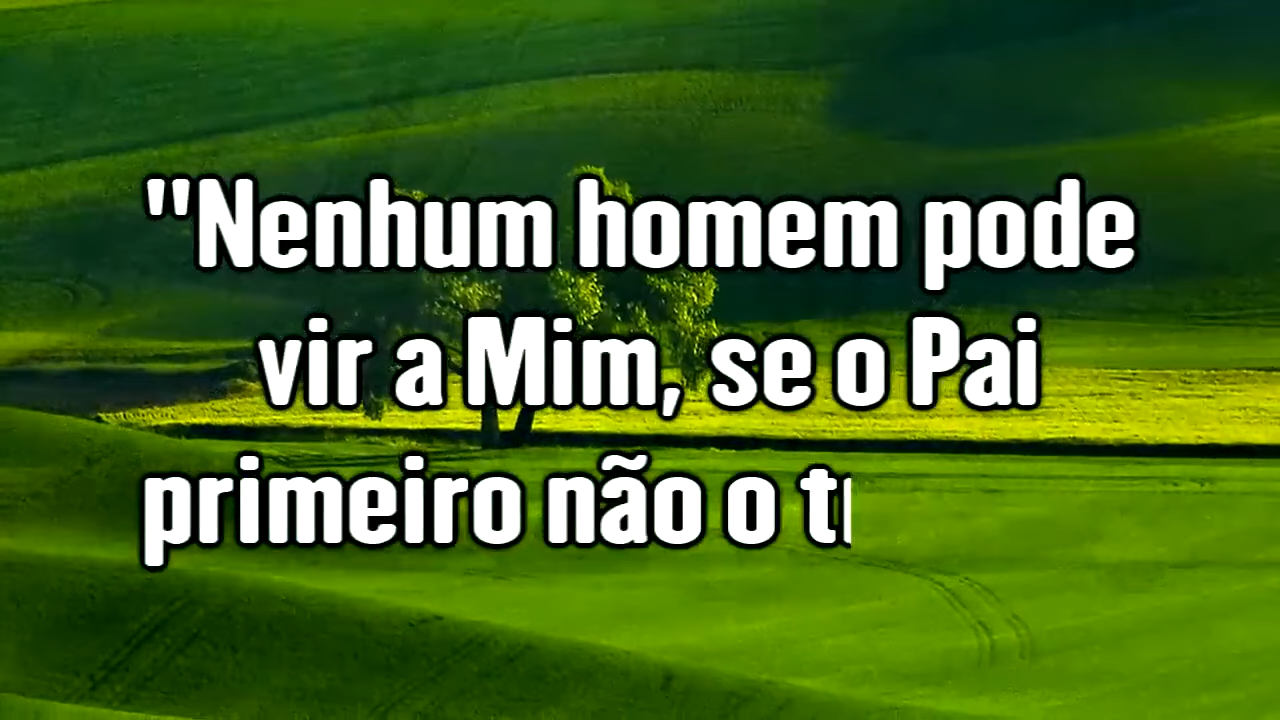 "Nenhum homem pode
vir a Mim, se o Pai
primeiro não o